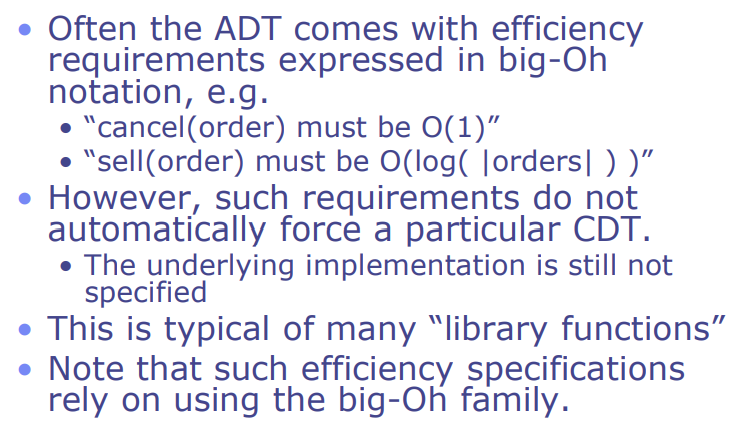 • Often the ADT comes with efficiency
requirements expressed in big-Oh
notation, e.g.
• “cancel(order) must be O(1)”
• “sell(order) must be O(log( |orders| ) )”
• However, such requirements do not
automatically force a particular CDT.
• The underlying implementation is still not
specified
• This is typical of many “library functions”
• Note that such efficiency specifications
rely on using the big-Oh family.